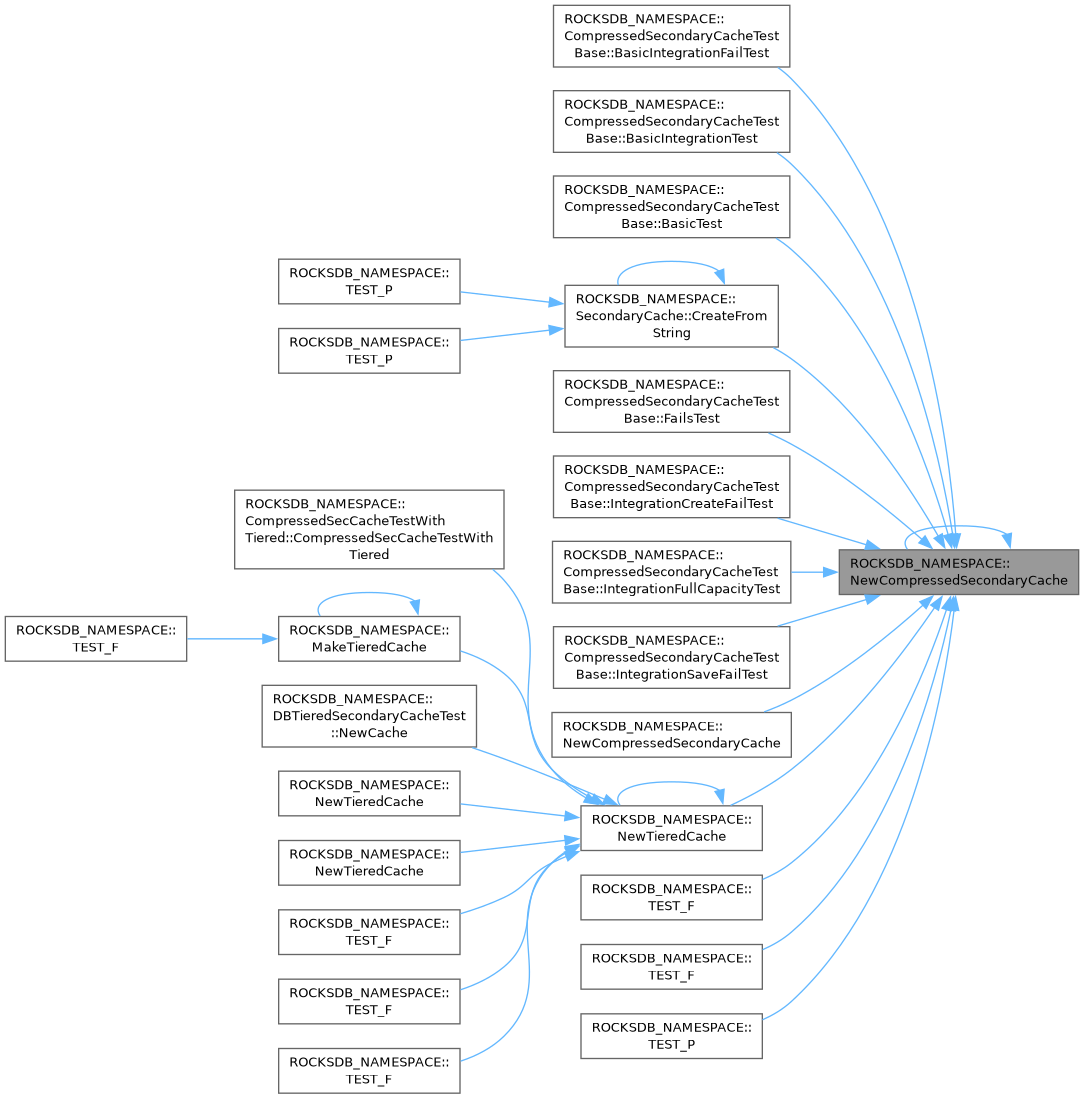 ROCKSDB_NAMESPACE::
CompressedSecondaryCacheTest
Base::BasicIntegrationFailTest
ROCKSDB_NAMESPACE::
CompressedSecondaryCacheTest
Base::BasicIntegrationTest
ROCKSDB_NAMESPACE::
CompressedSecondaryCacheTest
Base::BasicTest
ROCKSDB_NAMESPACE::
TEST_P
ROCKSDB_NAMESPACE::
SecondaryCache::CreateFrom
String
ROCKSDB_NAMESPACE::
TEST_P
ROCKSDB_NAMESPACE::
CompressedSecondaryCacheTest
Base::FailsTest
ROCKSDB_NAMESPACE::
CompressedSecondaryCacheTest
Base::IntegrationCreateFailTest
ROCKSDB_NAMESPACE::
CompressedSecCacheTestWith
Tiered::CompressedSecCacheTestWith
Tiered
ROCKSDB_NAMESPACE::
CompressedSecondaryCacheTest
Base::IntegrationFullCapacityTest
ROCKSDB_NAMESPACE::
NewCompressedSecondaryCache
ROCKSDB_NAMESPACE::
TEST_F
ROCKSDB_NAMESPACE::
MakeTieredCache
ROCKSDB_NAMESPACE::
CompressedSecondaryCacheTest
Base::IntegrationSaveFailTest
ROCKSDB_NAMESPACE::
DBTieredSecondaryCacheTest
::NewCache
ROCKSDB_NAMESPACE::
NewCompressedSecondaryCache
ROCKSDB_NAMESPACE::
NewTieredCache
ROCKSDB_NAMESPACE::
NewTieredCache
ROCKSDB_NAMESPACE::
NewTieredCache
ROCKSDB_NAMESPACE::
TEST_F
ROCKSDB_NAMESPACE::
TEST_F
ROCKSDB_NAMESPACE::
TEST_F
ROCKSDB_NAMESPACE::
TEST_F
ROCKSDB_NAMESPACE::
TEST_P
ROCKSDB_NAMESPACE::
TEST_F